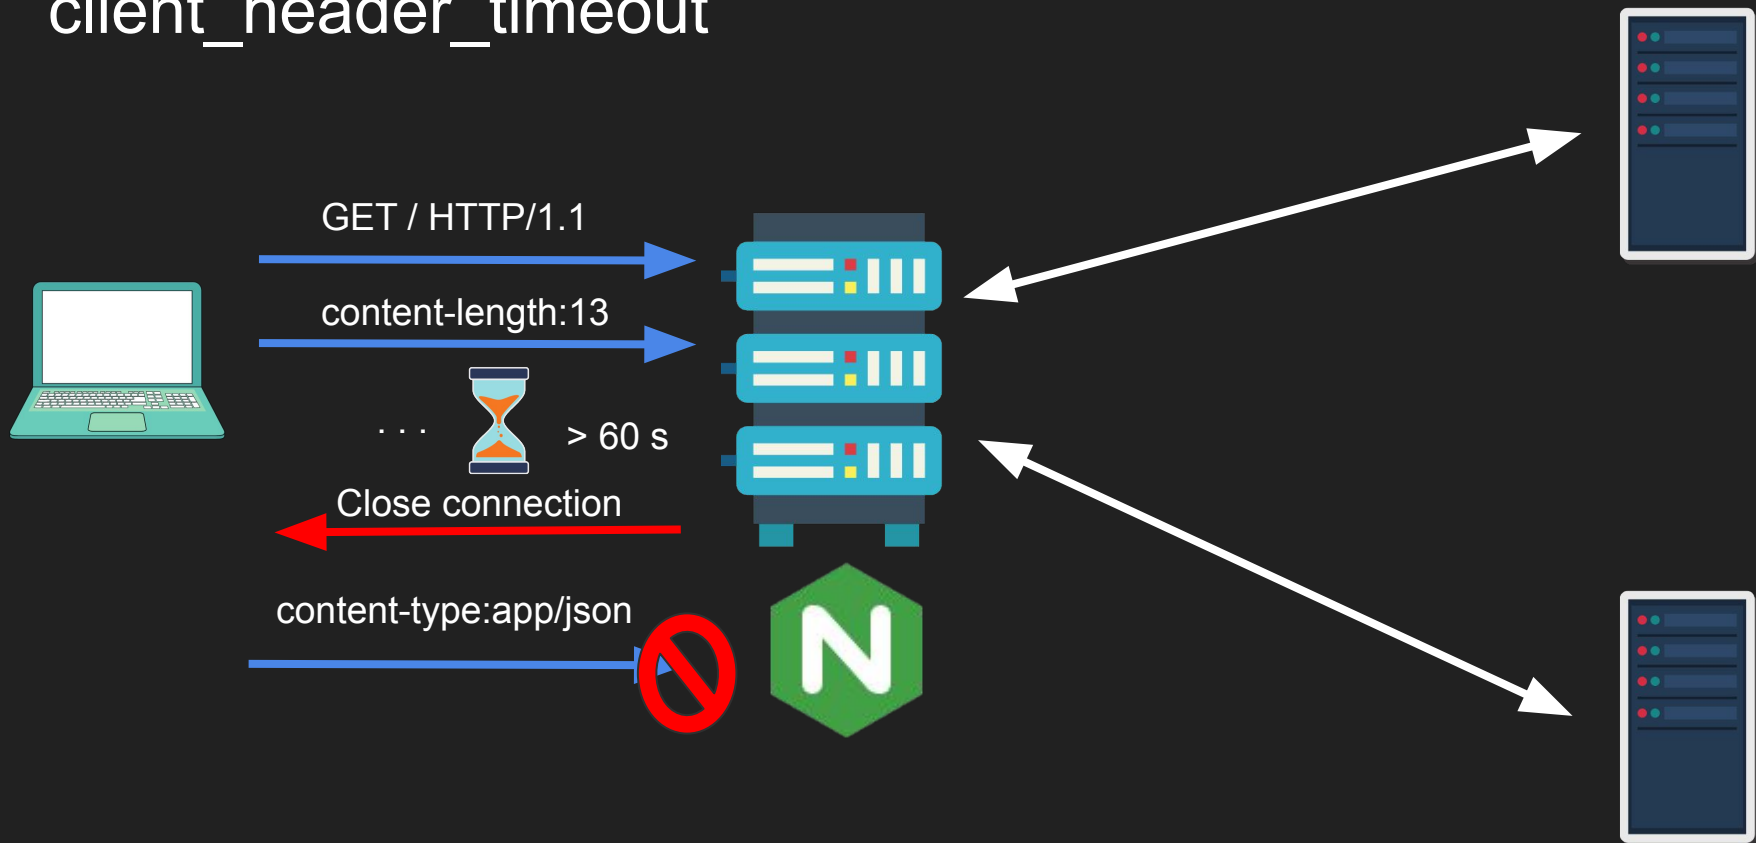 client_header_timeout
GET / HTTP/1.1
content-length:13
. . .
> 60 s
Close connection
content-type:app/json
N